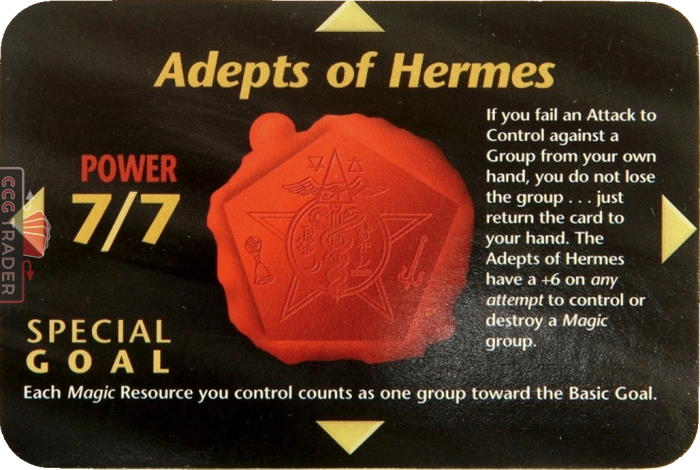 Adepts of Hermes
POWER
7/7
If you fail an Attack to
Control against a
Group from your own
hand, you do not lose
the group . . . just
return the card to
your hand. The
Adepts of Hermes
have a +6 on any
attempt to control or
destroy a Magic
group.
SPECIAL
GOAL
Each Magic Resource you control counts as one group toward the Basic Goal.
CCG TRADER